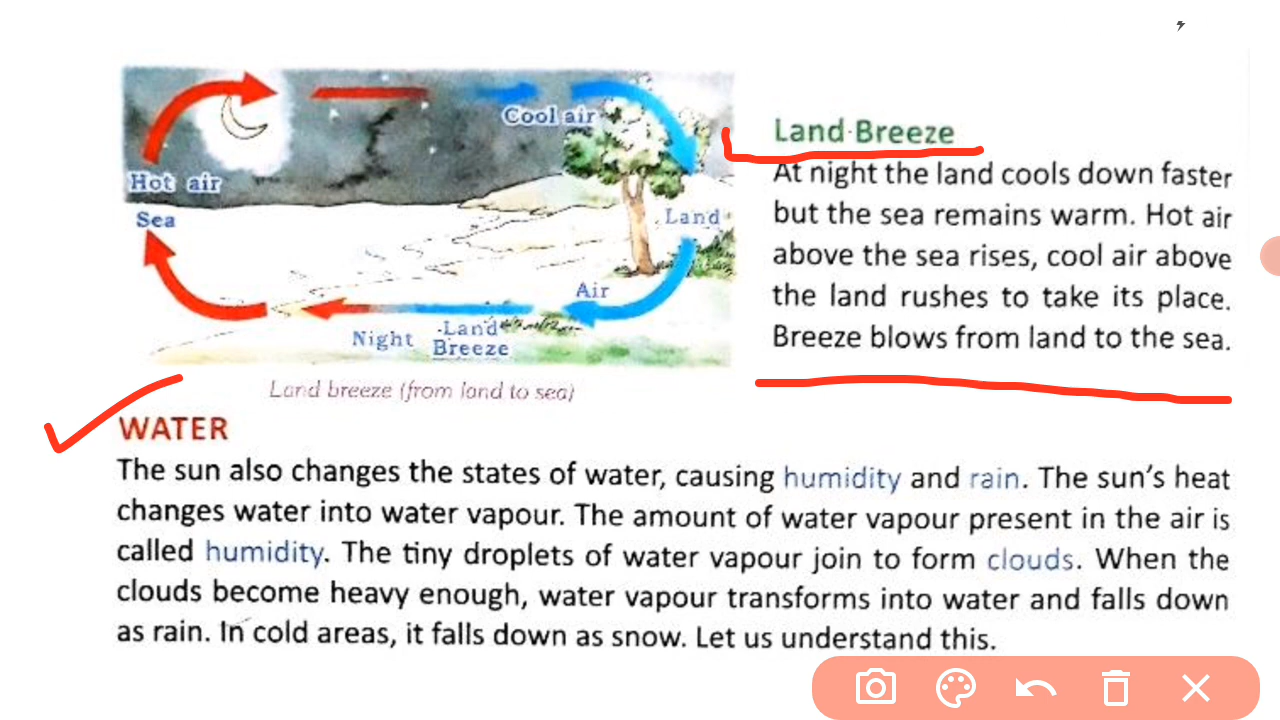 Cool air
Hot air
Sea
Land
Air
Night
Land
Breeze
Land breeze (from land to sea)
Land Breeze
At night the land cools down faster
but the sea remains warm. Hot air
above the sea rises, cool air above
the land rushes to take its place.
Breeze blows from land to the sea.
WATER
The sun also changes the states of water, causing humidity and rain. The sun's heat
changes water into water vapour. The amount of water vapour present in the air is
called humidity. The tiny droplets of water vapour join to form clouds. When the
clouds become heavy enough, water vapour transforms into water and falls down
as rain. In cold areas, it falls down as snow. Let us understand this.